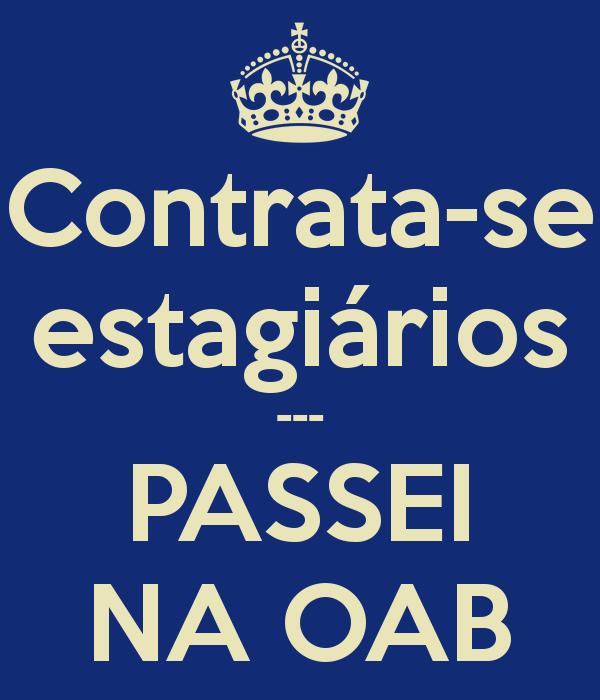 Contrata-se
estagiários
---
PASSEI
NA OAB